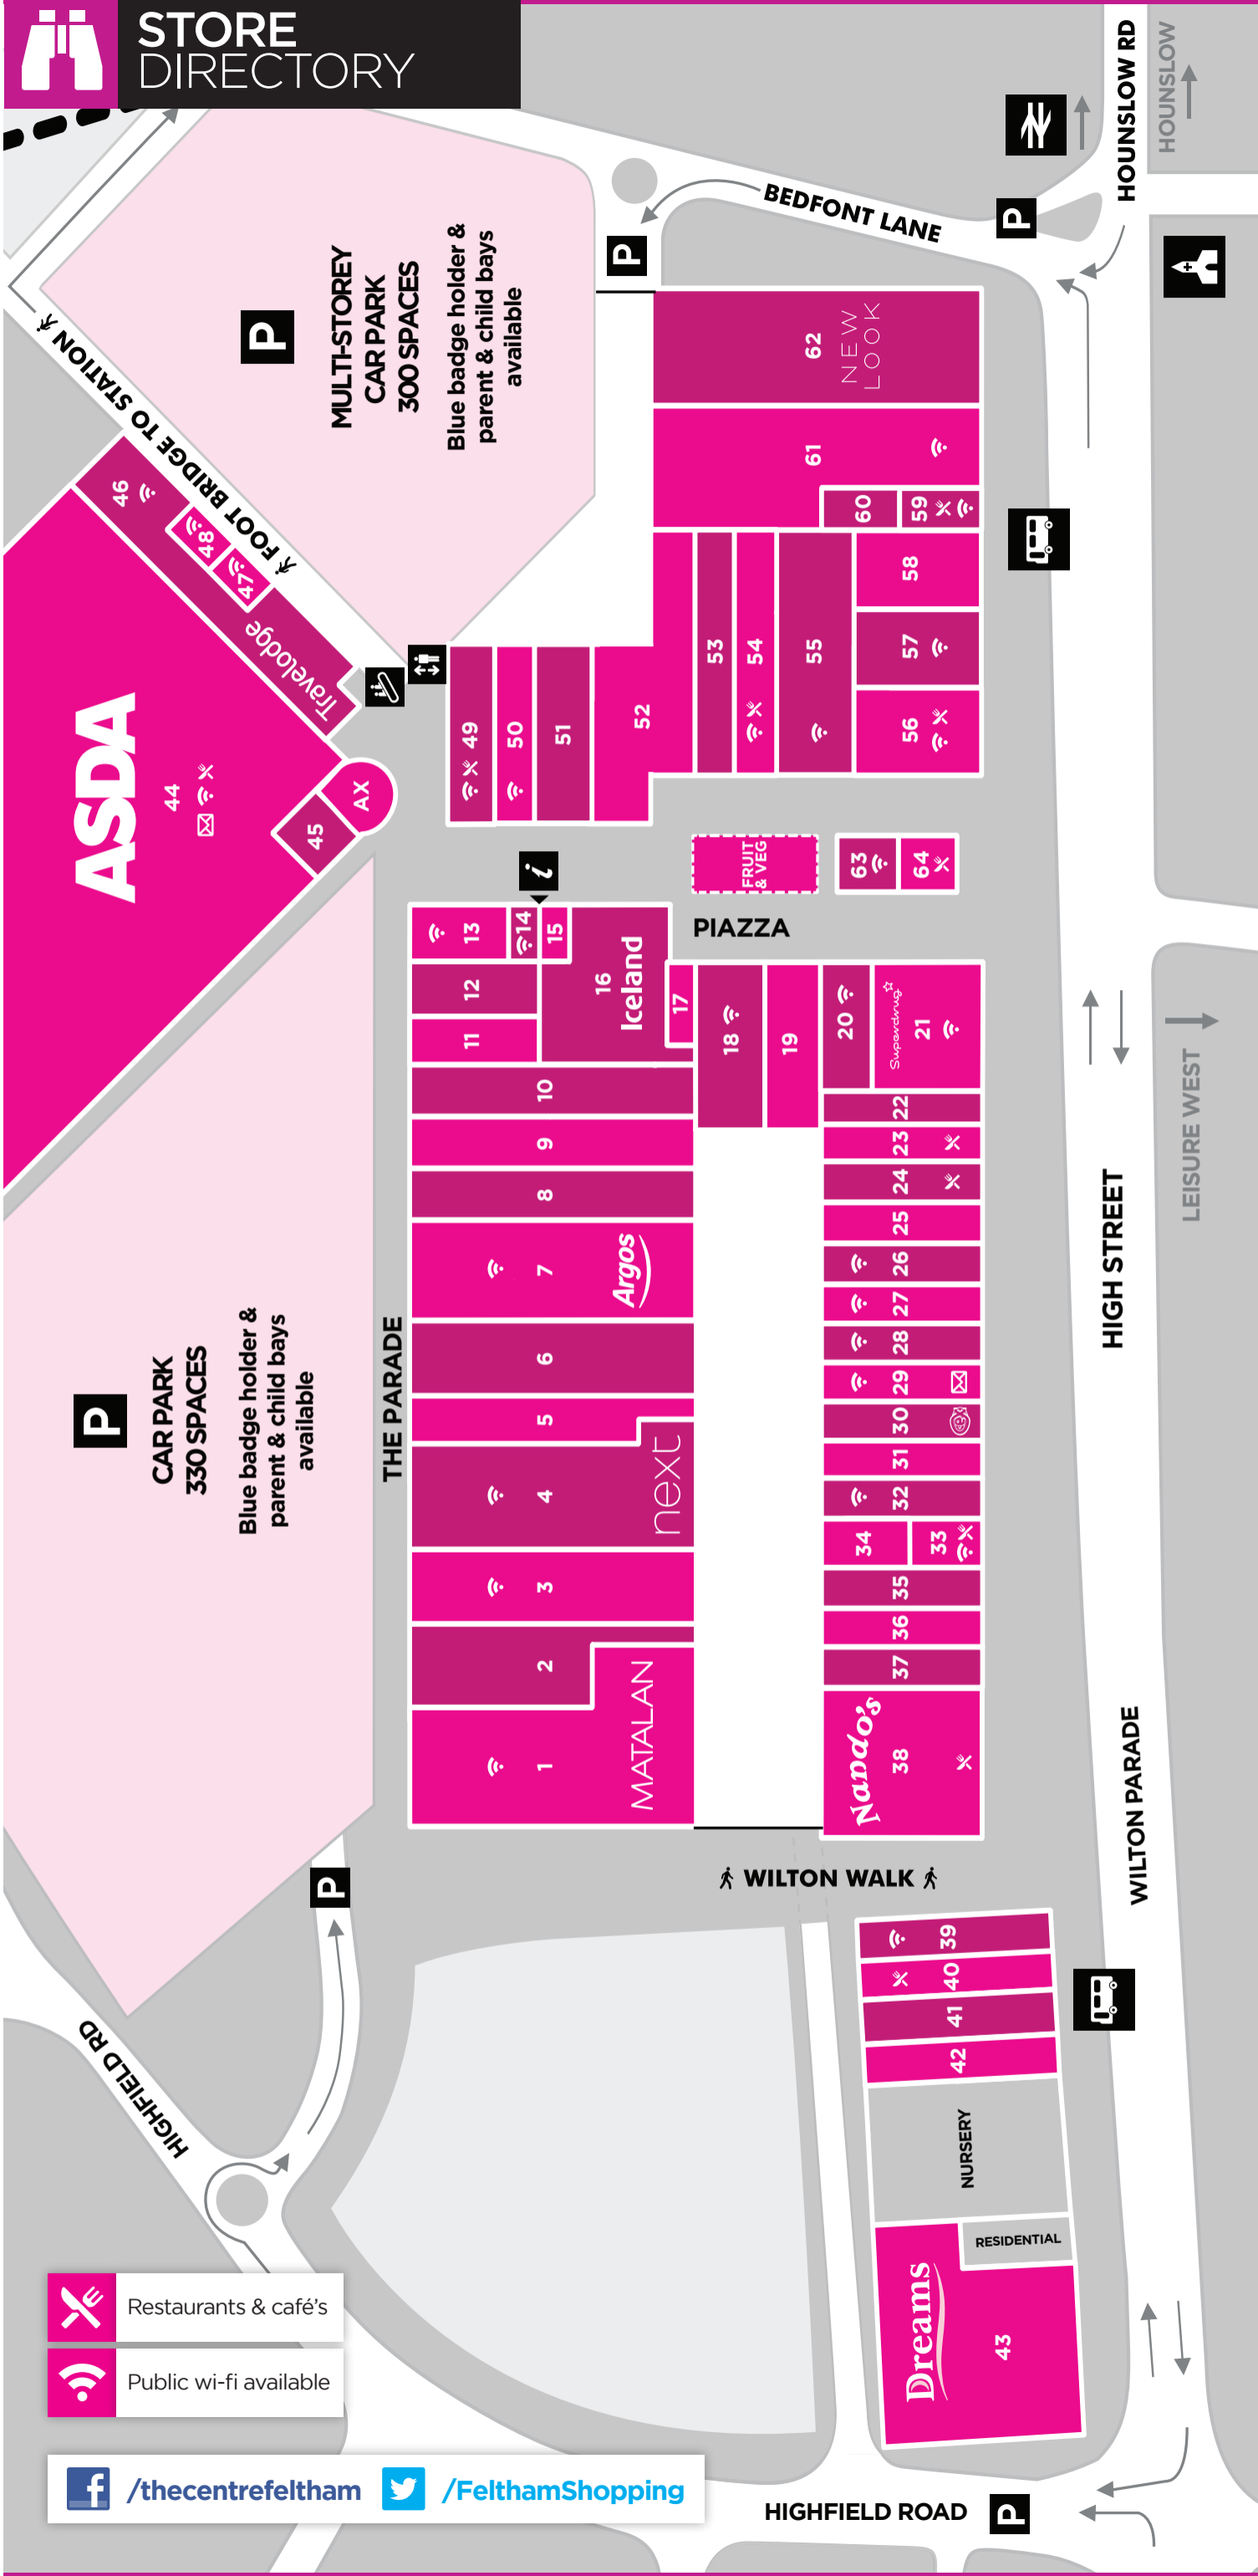 STORE
DIRECTORY
HOUNSLOW RD
HOUNSLOW
BEDFONT LANE
P
P
P
MULTI-STOREY
CAR PARK
300 SPACES
Blue badge holder &
parent & child bays
available
FOOT BRIDGE TO STATION
62
NEW
LOOK
61
60
59
58
57
56
55
54
53
52
51
50
49
46
48
47
Travelodge
ASDA
44
45
AX
i
FRUIT
& VEG
63
64
PIAZZA
13
14
15
12
11
16
Iceland
17
18
19
20
Superdrug
21
10
9
8
7
Argos
6
5
4
next
3
2
1
MATALAN
22
23
24
25
26
27
28
29
30
31
32
34
33
35
36
37
Nando's
38
P
CAR PARK
330 SPACES
Blue badge holder &
parent & child bays
available
THE PARADE
HIGH STREET
LEISURE WEST
WILTON PARADE
P
WILTON WALK
39
40
41
42
NURSERY
RESIDENTIAL
Dreams
43
HIGHFIELD RD
Restaurants & café's
Public wi-fi available
f /thecentrefeltham /FelthamShopping
HIGHFIELD ROAD P